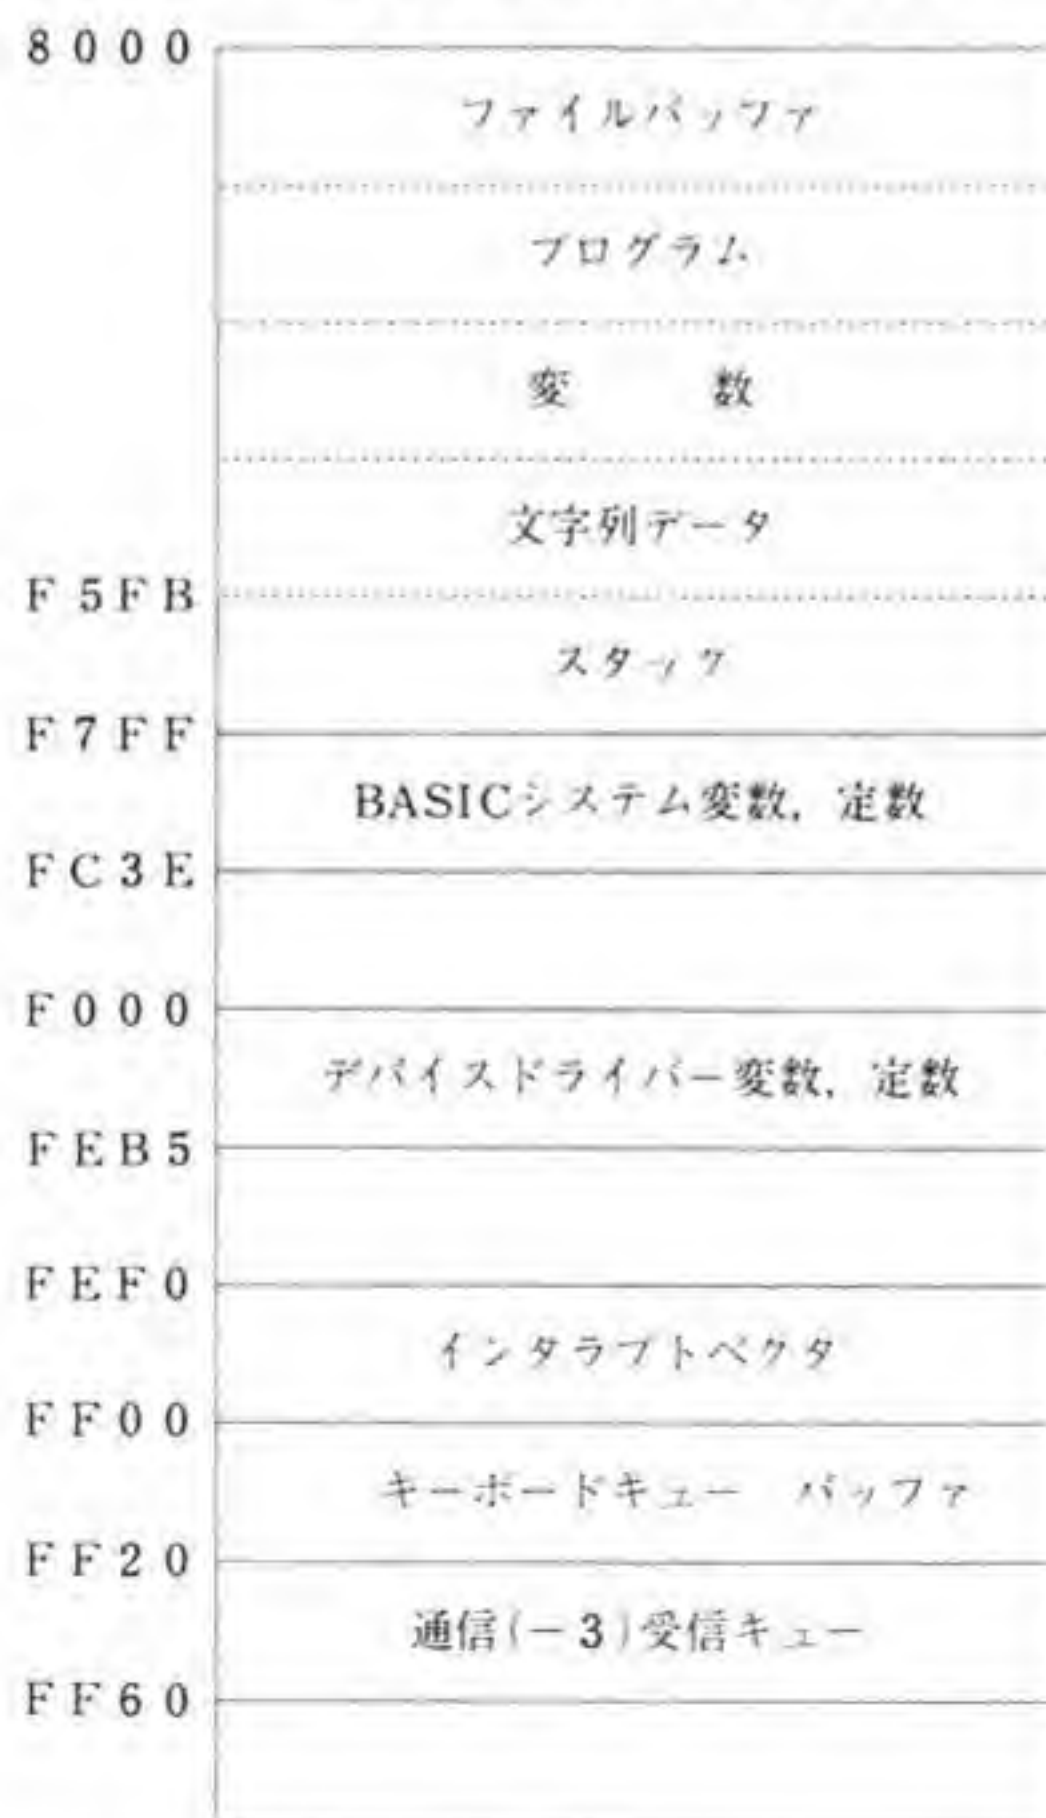 8000
ファイルバッファ
プログラム
変 数
文字列データ
F5FB
スタック
F7FF
BASICシステム変数, 定数
FC3E
F000
デバイスドライバー変数, 定数
FEB5
FEF0
インタラプトベクタ
FF00
キーボードキュー バッファ
FF20
通信(-3)受信キュー
FF60